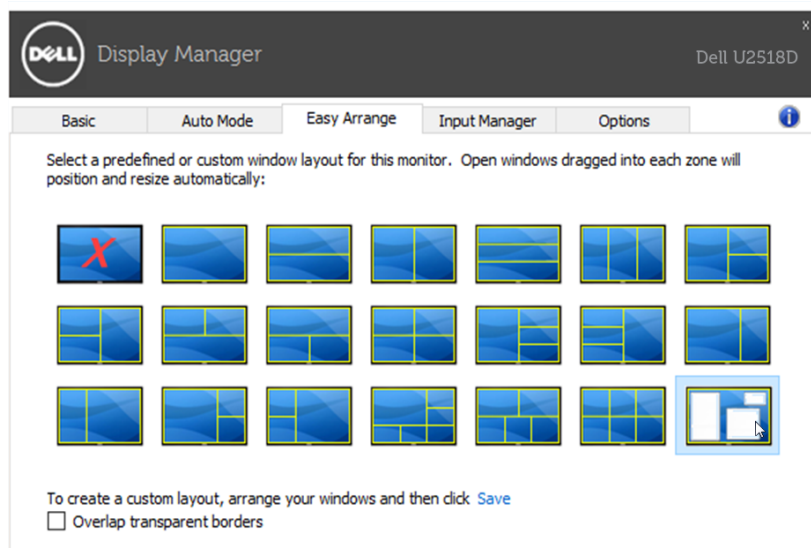 DELL
Display Manager
x
Dell U2518D
Basic
Auto Mode
Easy Arrange
Input Manager
Options
i
Select a predefined or custom window layout for this monitor. Open windows dragged into each zone will
position and resize automatically:
X
To create a custom layout, arrange your windows and then click Save
Overlap transparent borders